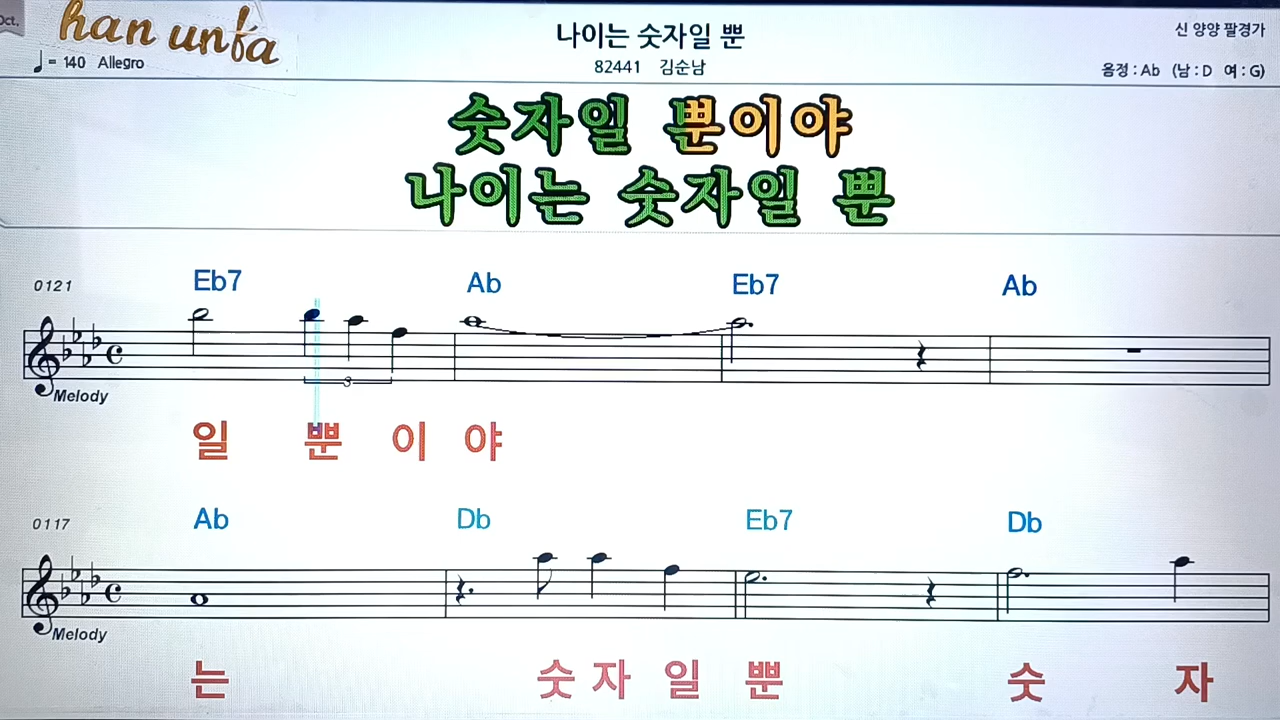 Oct.
han unfa
♩= 140 Allegro
나이는 숫자일 뿐
82441 김순남
신 양양 팔경가
음정 : Ab (남 : D 여 : G)
숫자일 뿐이야
나이는 숫자일 뿐
0121 Eb7 Ab Eb7 Ab
3
Melody
일 뿐 이 야
0117 Ab Db Eb7 Db
Melody
는 숫 자 일 뿐 숫 자